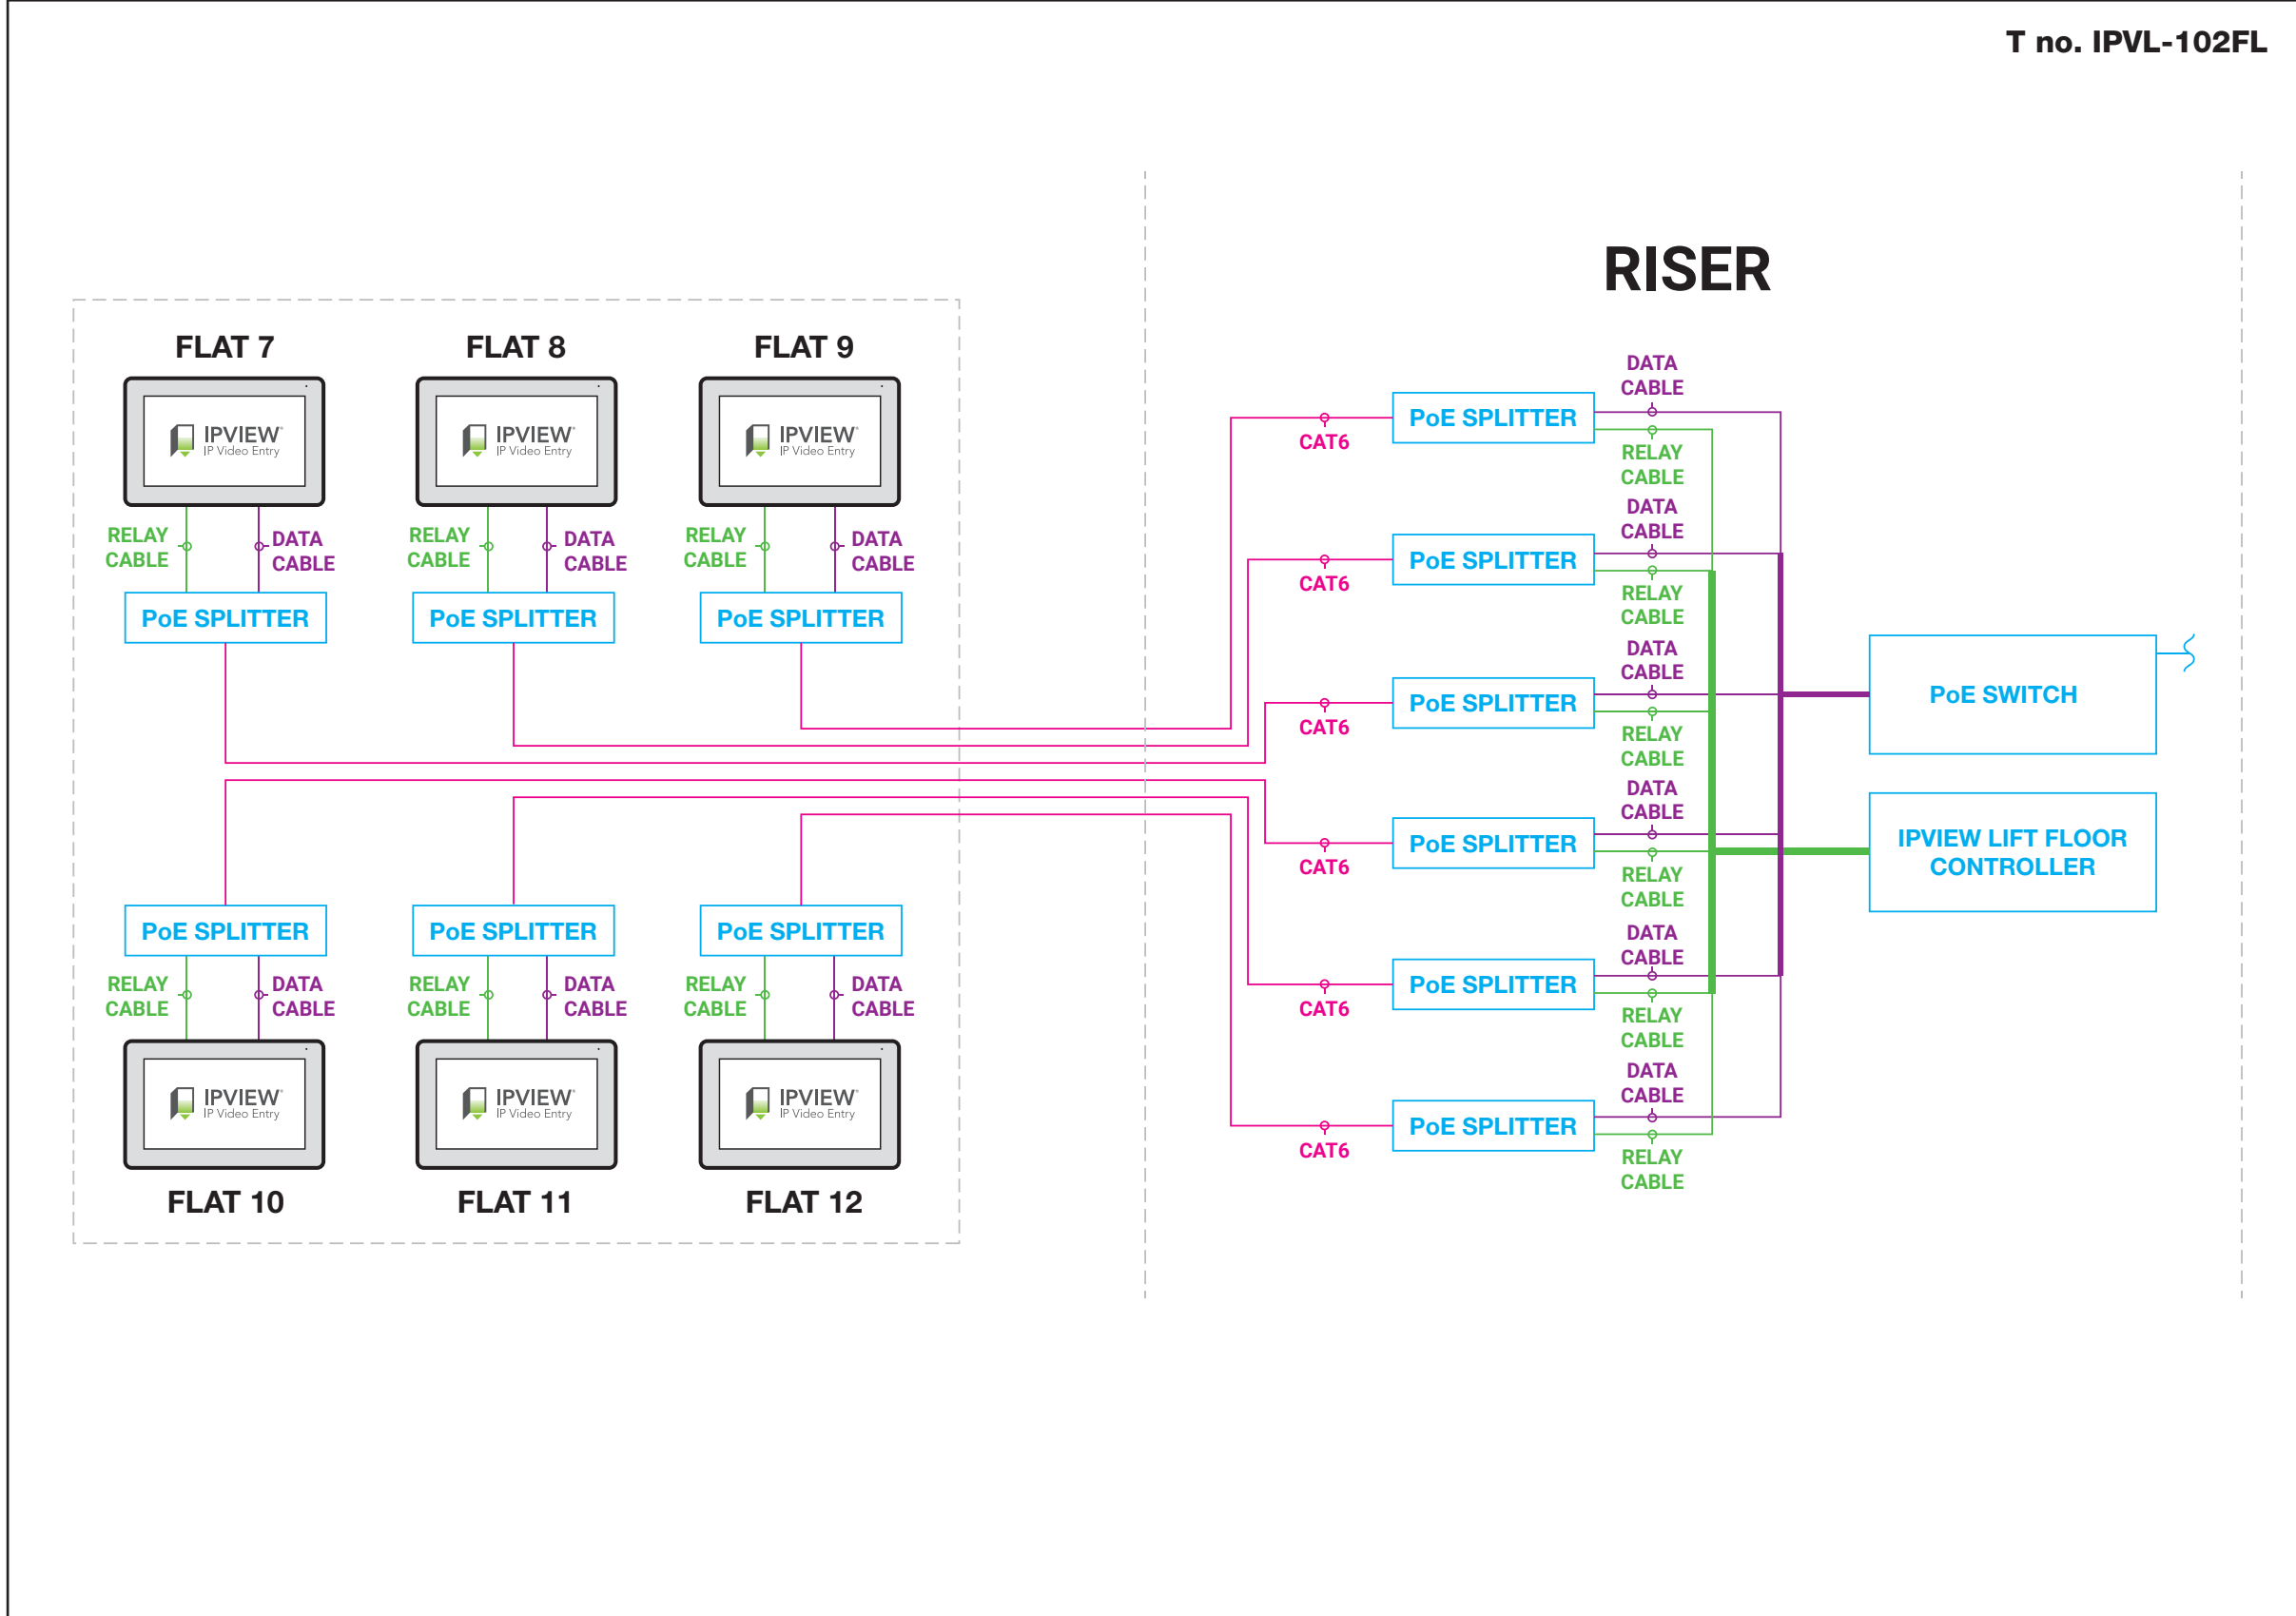 T no. IPVL-102FL
RISER
FLAT 7
FLAT 8
FLAT 9
IPVIEW®
IP Video Entry
IPVIEW®
IP Video Entry
IPVIEW®
IP Video Entry
RELAY
CABLE
DATA
CABLE
RELAY
CABLE
DATA
CABLE
RELAY
CABLE
DATA
CABLE
PoE SPLITTER
PoE SPLITTER
PoE SPLITTER
PoE SPLITTER
PoE SPLITTER
PoE SPLITTER
RELAY
CABLE
DATA
CABLE
RELAY
CABLE
DATA
CABLE
RELAY
CABLE
DATA
CABLE
IPVIEW®
IP Video Entry
IPVIEW®
IP Video Entry
IPVIEW®
IP Video Entry
FLAT 10
FLAT 11
FLAT 12
CAT6
PoE SPLITTER
DATA
CABLE
RELAY
CABLE
CAT6
PoE SPLITTER
DATA
CABLE
RELAY
CABLE
CAT6
PoE SPLITTER
DATA
CABLE
RELAY
CABLE
CAT6
PoE SPLITTER
DATA
CABLE
RELAY
CABLE
CAT6
PoE SPLITTER
DATA
CABLE
RELAY
CABLE
CAT6
PoE SPLITTER
DATA
CABLE
RELAY
CABLE
PoE SWITCH
IPVIEW LIFT FLOOR
CONTROLLER